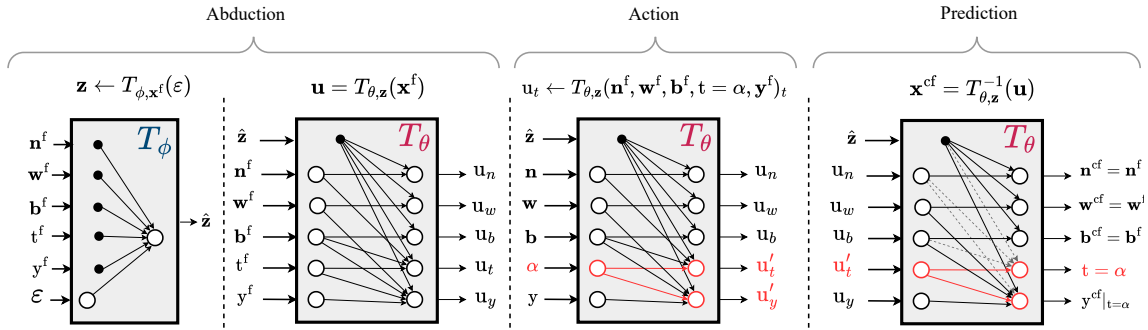 Abduction
Action
Prediction
z ← T_{ϕ,x^f}(ε)
u = T_{θ,z}(x^f)
u_t ← T_{θ,z}(n^f, w^f, b^f, t = α, y^f)_t
x^{cf} = T^{-1}_{θ,z}(u)
T_ϕ
n^f
w^f
b^f
t^f
y^f
ε
ẑ
T_θ
ẑ
n^f
w^f
b^f
t^f
y^f
u_n
u_w
u_b
u_t
u_y
T_θ
ẑ
n
w
b
α
y
u_n
u_w
u_b
u'_t
u'_y
T_θ
ẑ
u_n
u_w
u_b
u'_t
u_y
n^{cf} = n^f
w^{cf} = w^f
b^{cf} = b^f
t = α
y^{cf}|_{t=α}